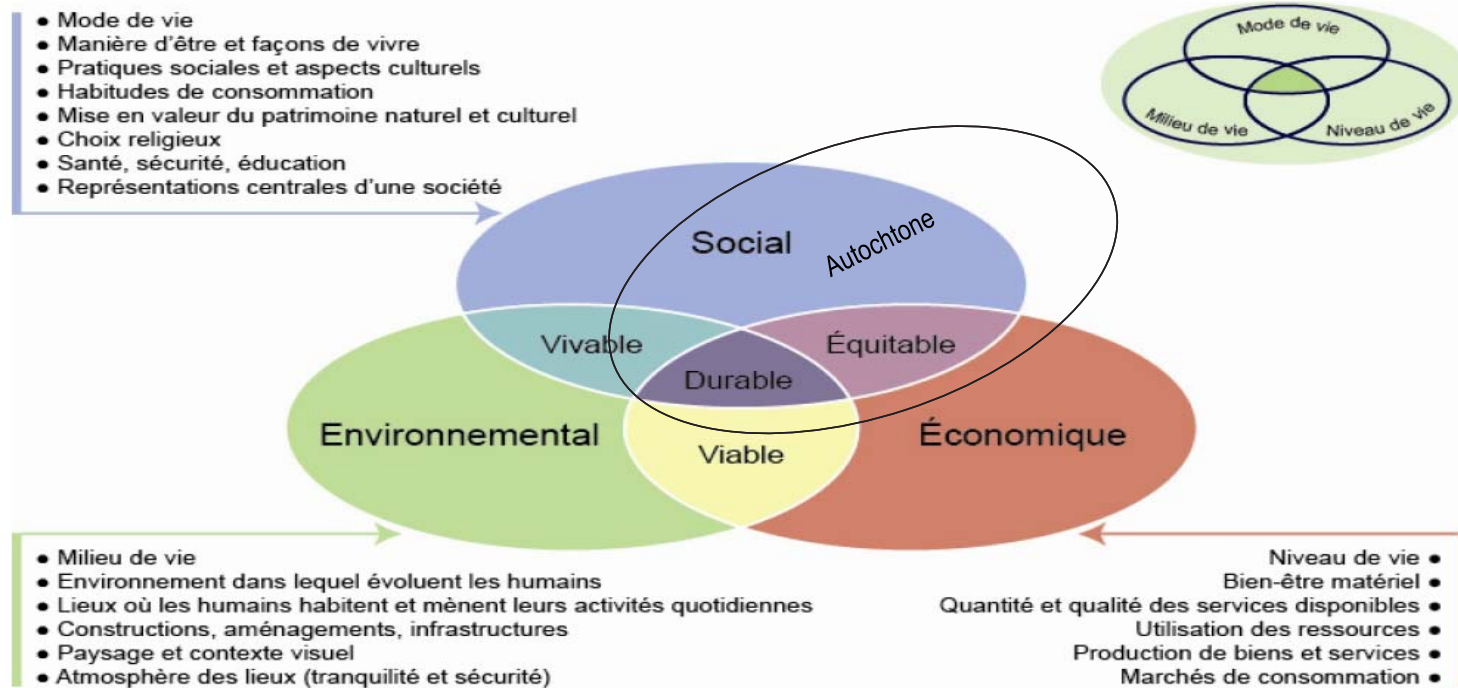 ● Mode de vie
● Manière d'être et façons de vivre
● Pratiques sociales et aspects culturels
● Habitudes de consommation
● Mise en valeur du patrimoine naturel et culturel
● Choix religieux
● Santé, sécurité, éducation
● Représentations centrales d'une société
Mode de vie
Milieu de vie
Niveau de vie
Social
Autochtone
Vivable
Équitable
Durable
Environnemental
Économique
Viable
● Milieu de vie
● Environnement dans lequel évoluent les humains
● Lieux où les humains habitent et mènent leurs activités quotidiennes
● Constructions, aménagements, infrastructures
● Paysage et contexte visuel
● Atmosphère des lieux (tranquilité et sécurité)
Niveau de vie ●
Bien-être matériel ●
Quantité et qualité des services disponibles ●
Utilisation des ressources ●
Production de biens et services ●
Marchés de consommation ●